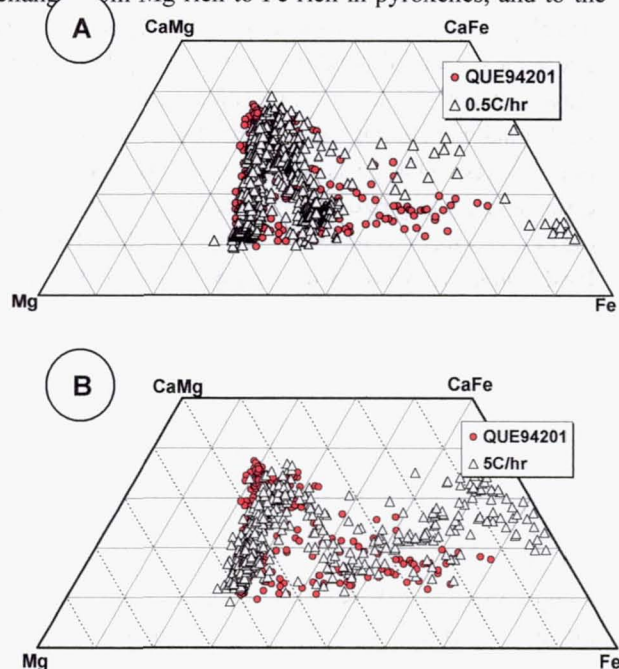 from Mg rich to Fe rich in pyroxenes, and to the
A
CaMg CaFe
QUE94201
0.5C/hr
Mg Fe
B
CaMg CaFe
QUE94201
5C/hr
Mg Fe